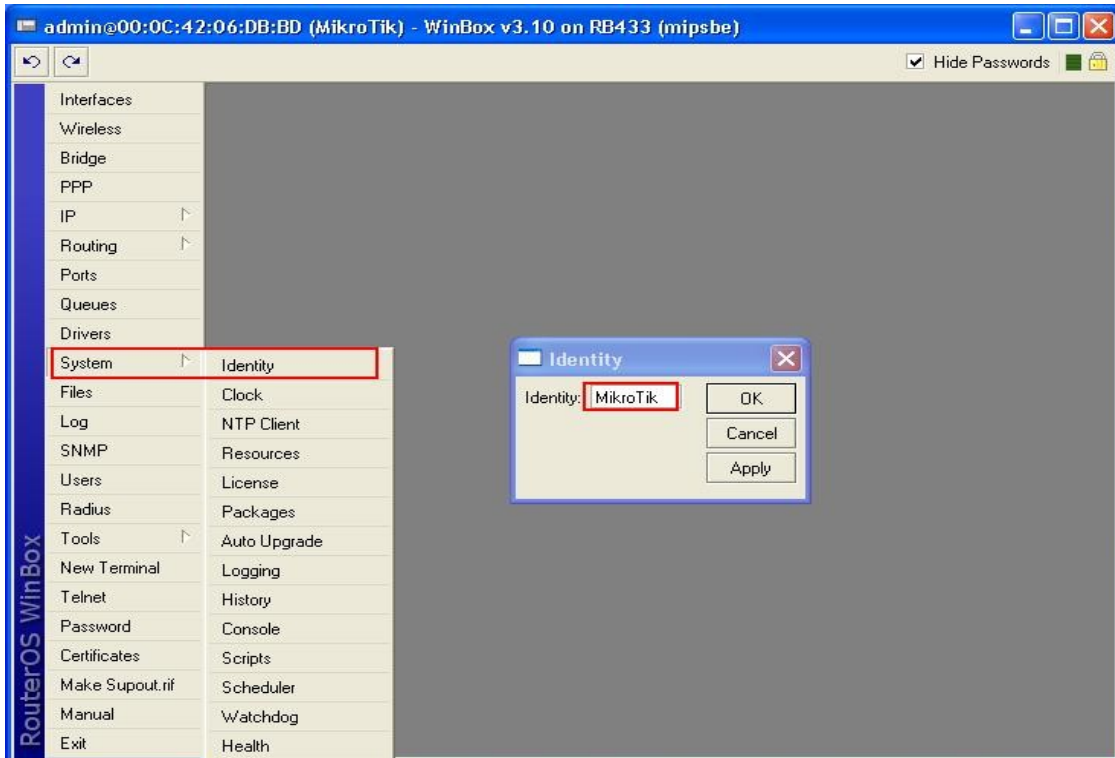 admin@00:0C:42:06:DB:BD (MikroTik) - WinBox v3.10 on RB433 (mipsbe)
Hide Passwords
RouterOS WinBox
Interfaces
Wireless
Bridge
PPP
IP
Routing
Ports
Queues
Drivers
System
Files
Log
SNMP
Users
Radius
Tools
New Terminal
Telnet
Password
Certificates
Make Supout.rif
Manual
Exit
Identity
Clock
NTP Client
Resources
License
Packages
Auto Upgrade
Logging
History
Console
Scripts
Scheduler
Watchdog
Health
Identity
Identity: MikroTik
OK
Cancel
Apply